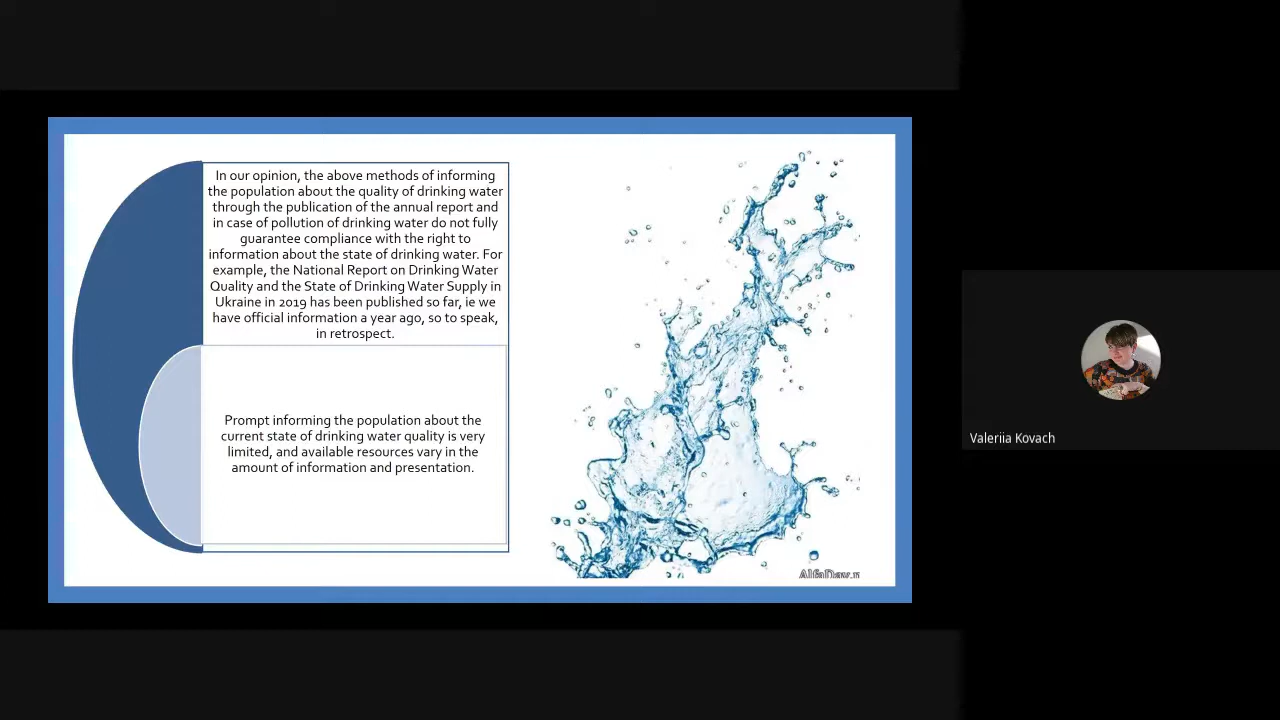 In our opinion, the above methods of informing
the population about the quality of drinking water
through the publication of the annual report and
in case of pollution of drinking water do not fully
guarantee compliance with the right to
information about the state of drinking water. For
example, the National Report on Drinking Water
Quality and the State of Drinking Water Supply in
Ukraine in 2019 has been published so far, ie we
have official information a year ago, so to speak,
in retrospect.
Prompt informing the population about the
current state of drinking water quality is very
limited, and available resources vary in the
amount of information and presentation.
Valeriia Kovach